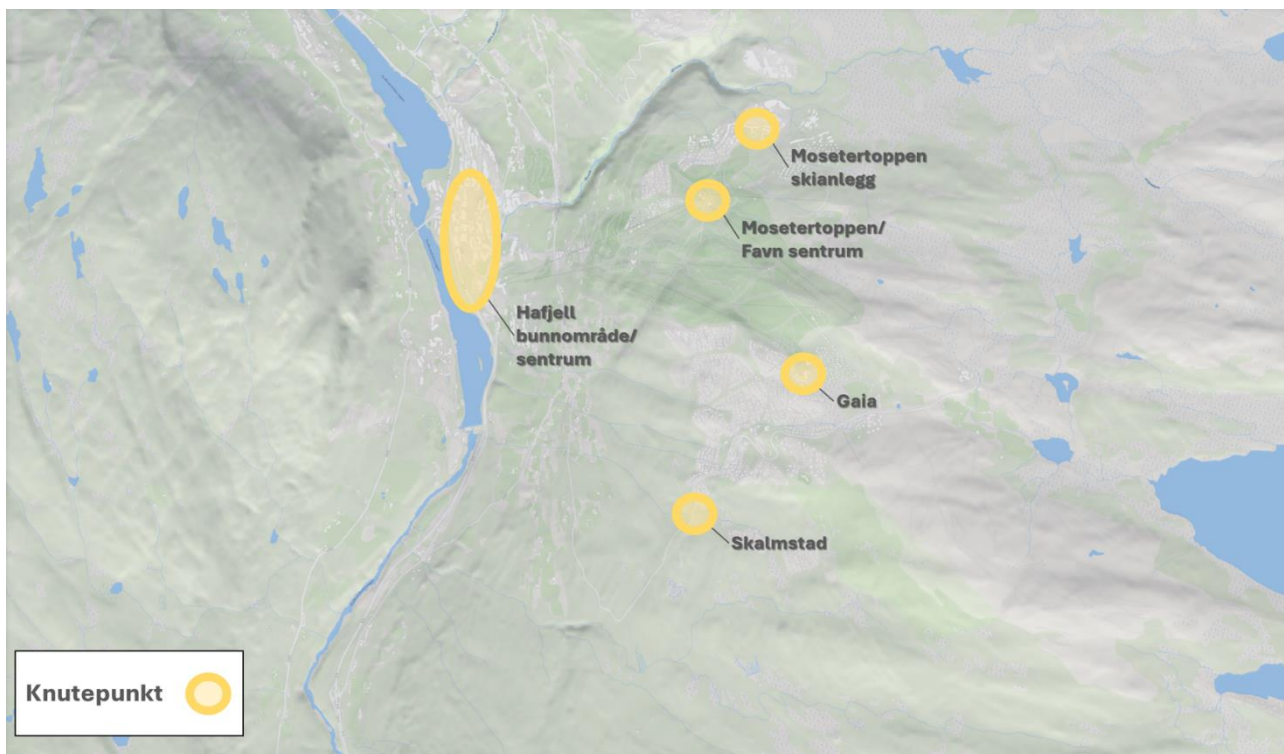 Mosetertoppen
skianlegg
Mosetertoppen/
Favn sentrum
Hafjell
bunnområde/
sentrum
Gaia
Skalmstad
Knutepunkt